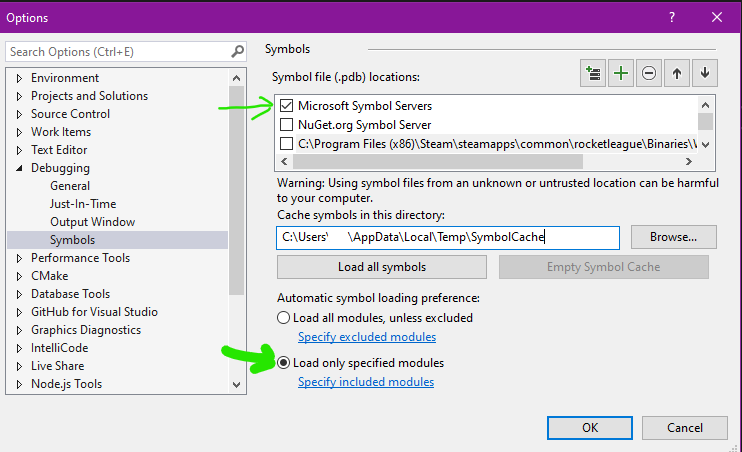 Options
Search Options (Ctrl+E)
Environment
Projects and Solutions
Source Control
Work Items
Text Editor
Debugging
General
Just-In-Time
Output Window
Symbols
Performance Tools
CMake
Database Tools
GitHub for Visual Studio
Graphics Diagnostics
IntelliCode
Live Share
Node.js Tools
Symbols
Symbol file (.pdb) locations:
Microsoft Symbol Servers
NuGet.org Symbol Server
C:\Program Files (x86)\Steam\steamapps\common\rocketleague\Binaries\
Warning: Using symbol files from an unknown or untrusted location can be harmful
to your computer.
Cache symbols in this directory:
C:\Users\ \AppData\Local\Temp\SymbolCache
Browse...
Load all symbols
Empty Symbol Cache
Automatic symbol loading preference:
Load all modules, unless excluded
Specify excluded modules
Load only specified modules
Specify included modules
OK
Cancel